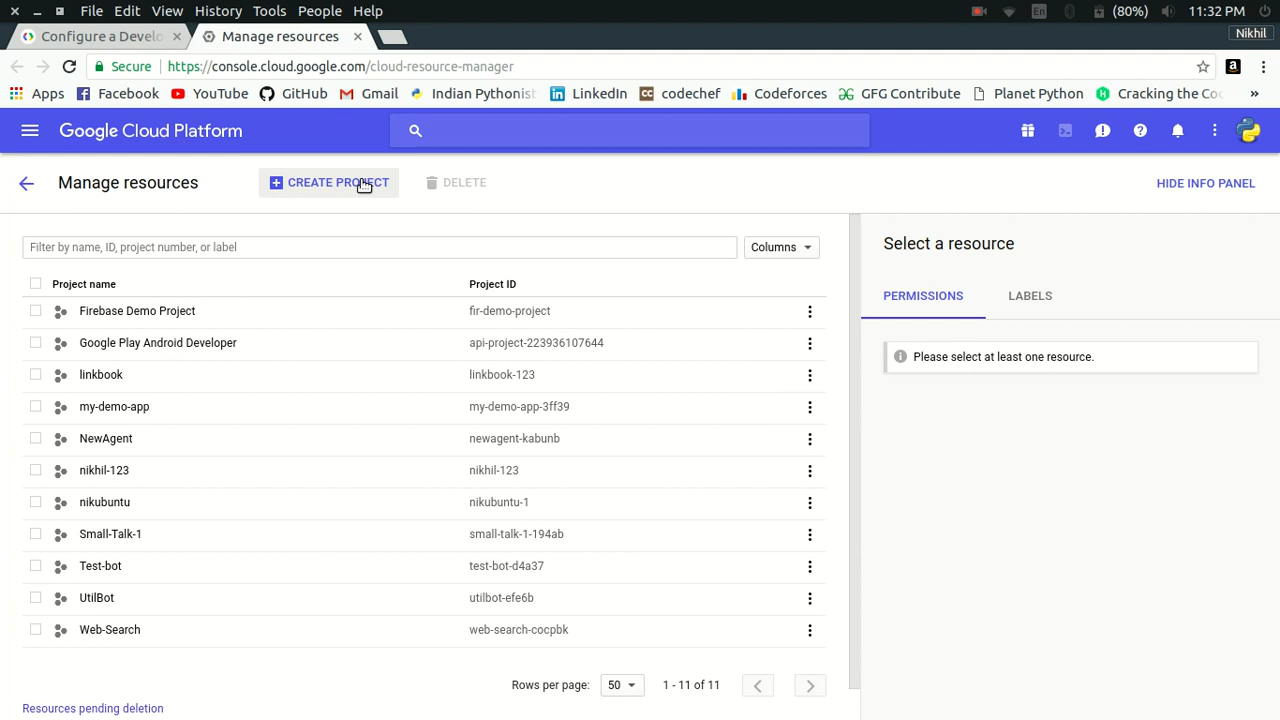 File Edit View History Tools People Help En (80%) 11:32 PM
Configure a Develo Manage resources Nikhil
Secure https://console.cloud.google.com/cloud-resource-manager
Apps Facebook YouTube GitHub Gmail Indian Pythonist LinkedIn codechef Codeforces GFG Contribute Planet Python Cracking the Co »
Google Cloud Platform
Manage resources CREATE PROJECT DELETE HIDE INFO PANEL
Filter by name, ID, project number, or label Columns
Project name Project ID
Firebase Demo Project fir-demo-project
Google Play Android Developer api-project-223936107644
linkbook linkbook-123
my-demo-app my-demo-app-3ff39
NewAgent newagent-kabunb
nikhil-123 nikhil-123
nikubuntu nikubuntu-1
Small-Talk-1 small-talk-1-194ab
Test-bot test-bot-d4a37
UtilBot utilbot-efe6b
Web-Search web-search-cocpbk
Rows per page: 50 1 - 11 of 11
Resources pending deletion
Select a resource
PERMISSIONS LABELS
Please select at least one resource.